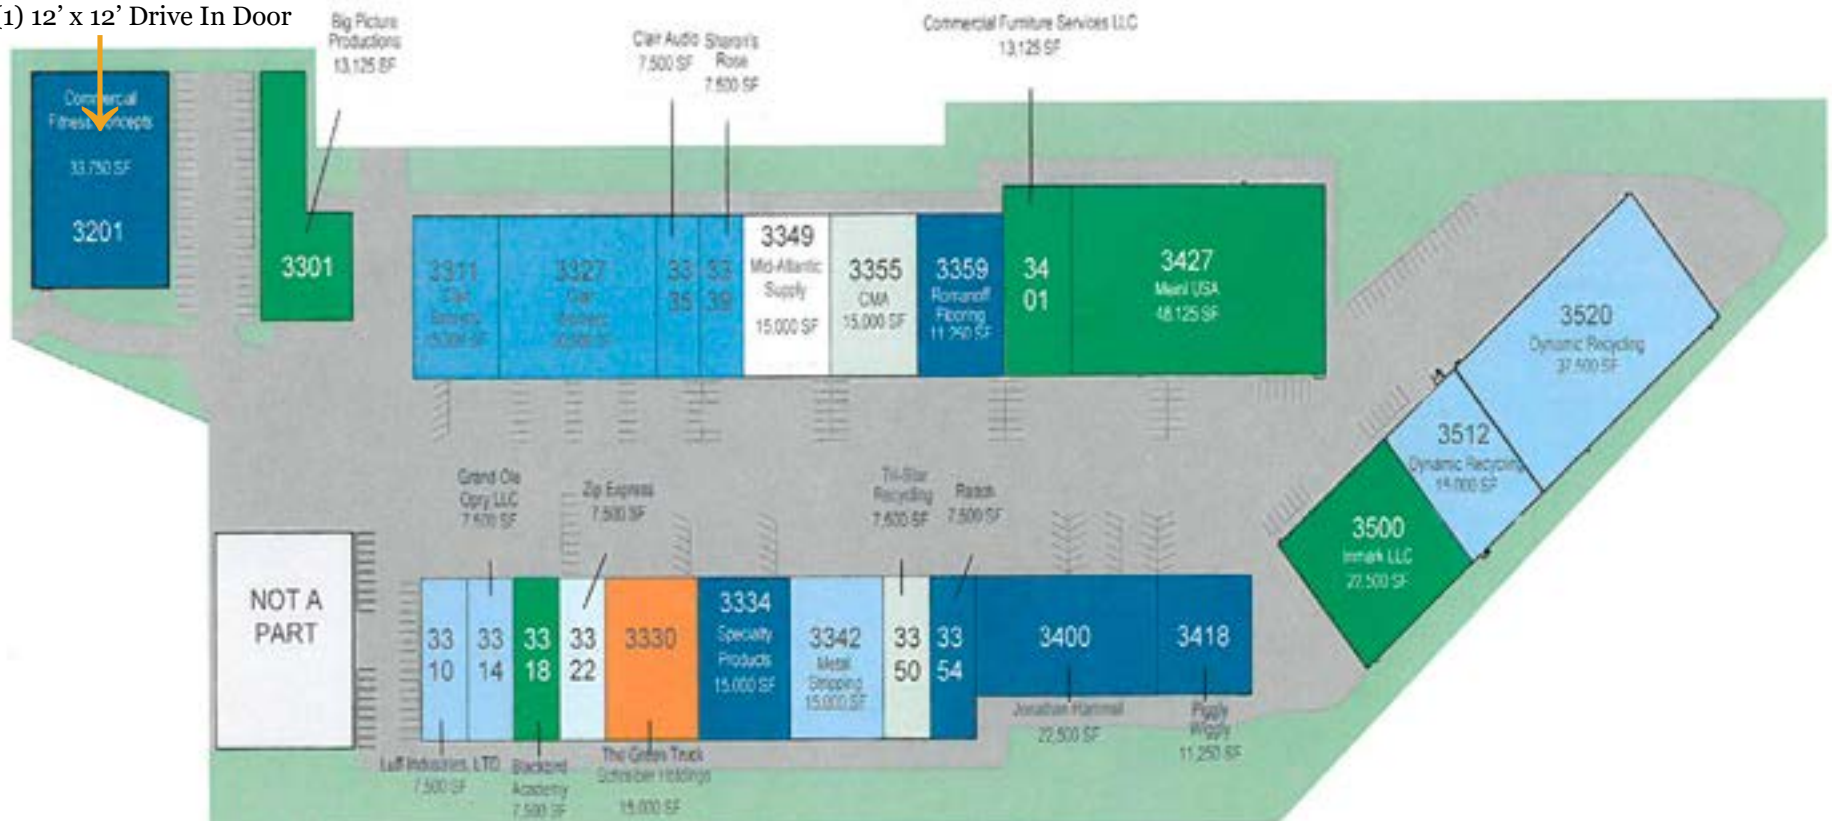 (1) 12’ x 12’ Drive In Door
Big Picture
Productions
13,125 SF
Clair Audio
7,500 SF
Sharon's
Rose
7,500 SF
Commercial Furniture Services LLC
13,125 SF
Commercial
Fitness Concepts
33,750 SF
3201
3301
3311
3327
33
35
33
39
3349
Mid-Atlantic
Supply
15,000 SF
3355
CMA
15,000 SF
3359
Romanoff
Flooring
11,250 SF
34
01
3427
Meinl USA
48,125 SF
3520
Dynamic Recycling
37,500 SF
3512
Dynamic Recycling
15,000 SF
3500
Inmark LLC
22,500 SF
Grand Ole
Opry LLC
7,500 SF
Zip Express
7,500 SF
Tri-Star
Recycling
7,500 SF
7,500 SF
NOT A
PART
33
10
33
14
33
18
33
22
3330
3334
Specialty
Products
15,000 SF
3342
Metal
Stripping
15,000 SF
33
50
33
54
3400
3418
Luff Industries, LTD
7,500 SF
Blackbird
Academy
7,500 SF
The Green Truck
Schreiber Holdings
15,000 SF
Jonathan
22,500 SF
Piggly
Wiggly
11,250 SF